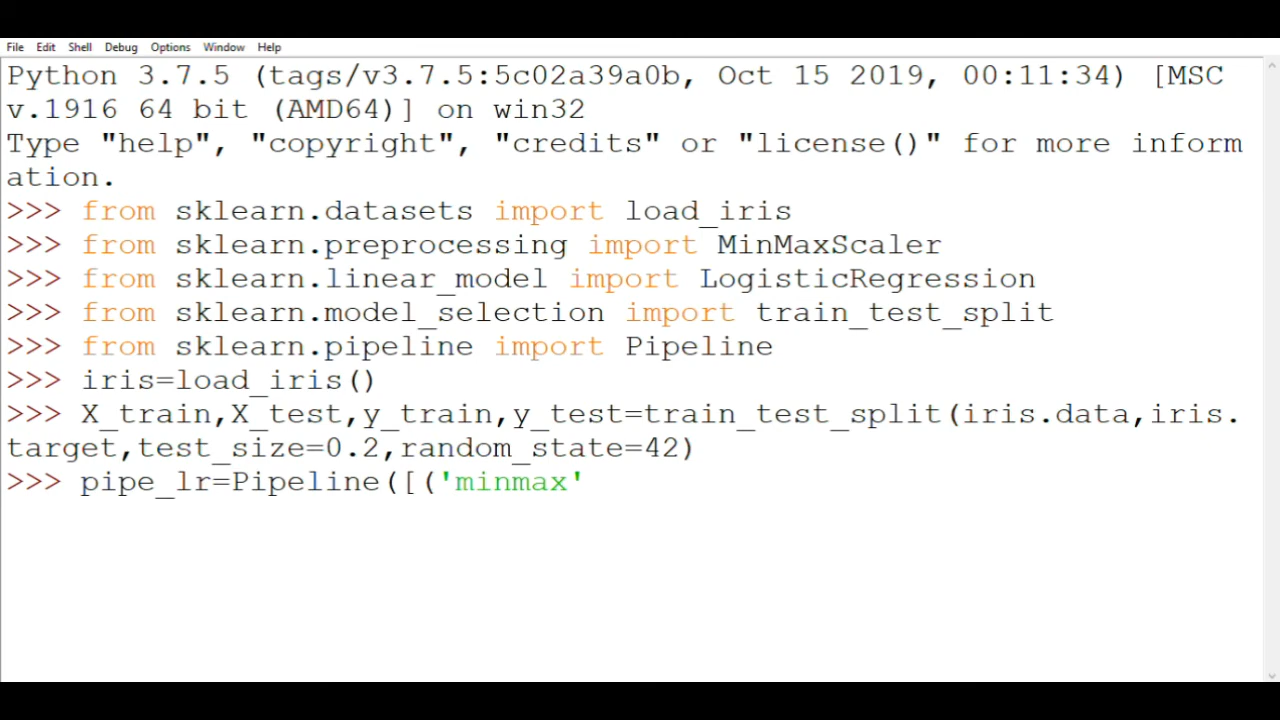 File Edit Shell Debug Options Window Help
Python 3.7.5 (tags/v3.7.5:5c02a39a0b, Oct 15 2019, 00:11:34) [MSC
v.1916 64 bit (AMD64)] on win32
Type "help", "copyright", "credits" or "license()" for more inform
ation.
>>> from sklearn.datasets import load_iris
>>> from sklearn.preprocessing import MinMaxScaler
>>> from sklearn.linear_model import LogisticRegression
>>> from sklearn.model_selection import train_test_split
>>> from sklearn.pipeline import Pipeline
>>> iris=load_iris()
>>> X_train,X_test,y_train,y_test=train_test_split(iris.data,iris.
target,test_size=0.2,random_state=42)
>>> pipe_lr=Pipeline([('minmax'